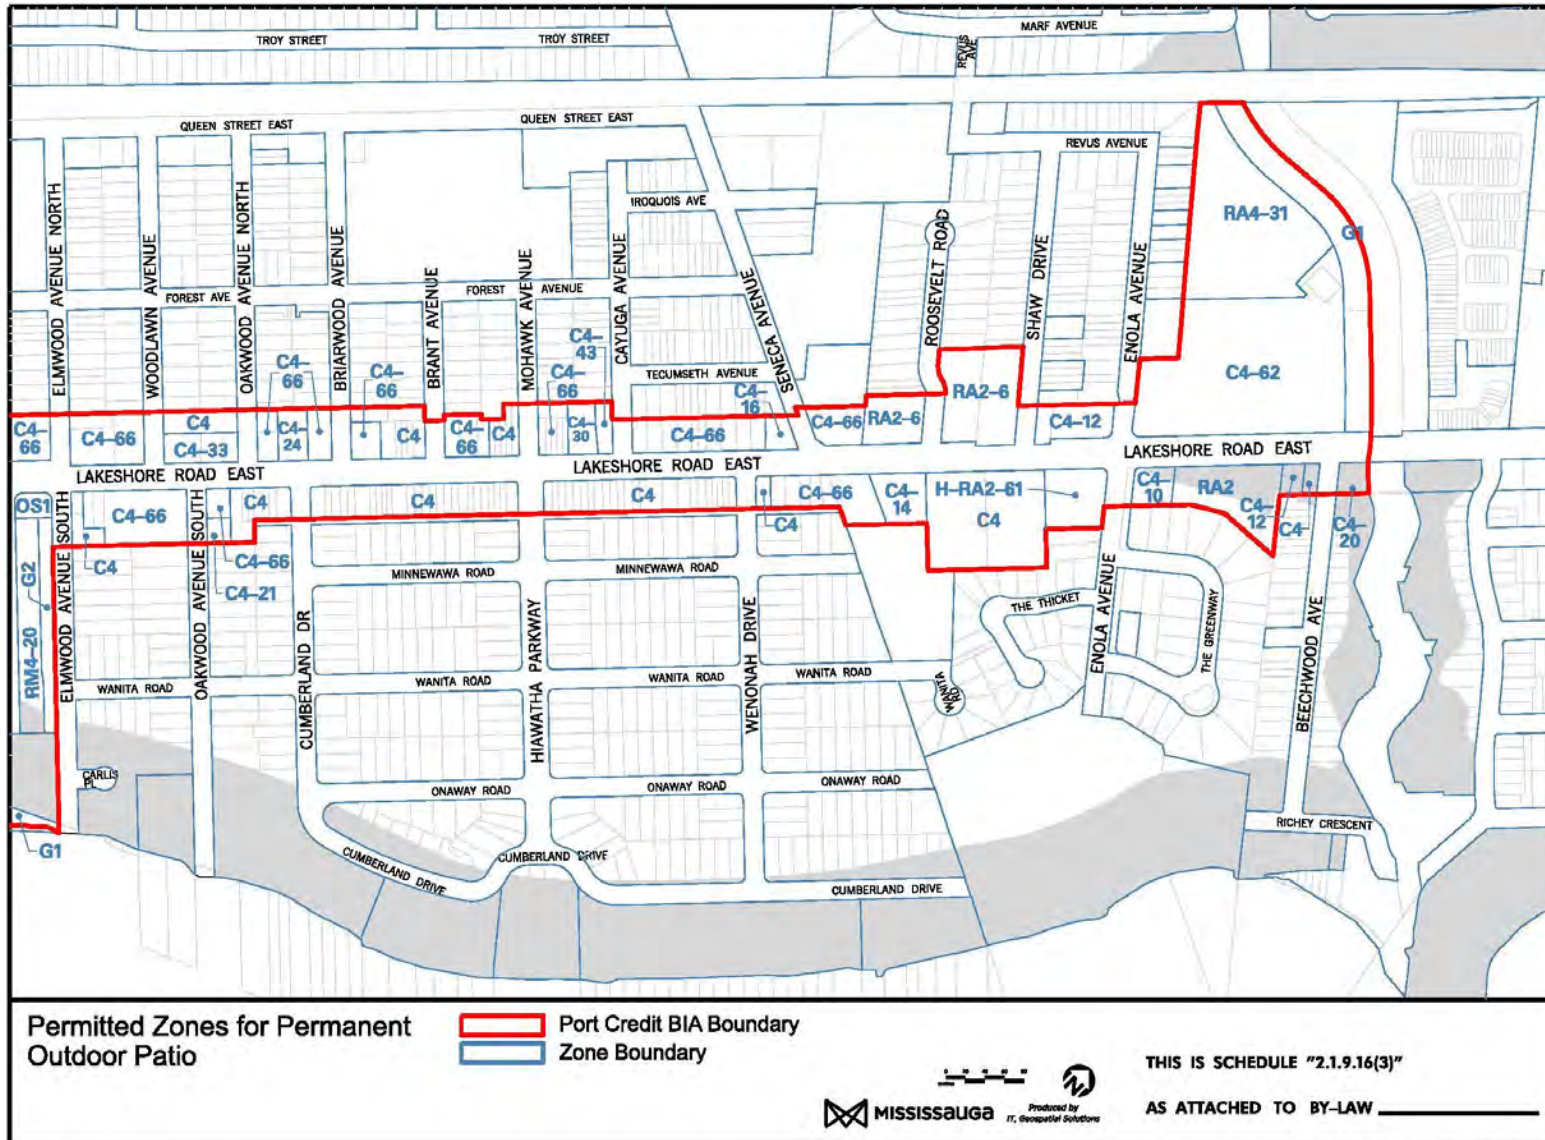 TROY STREET
TROY STREET
REVUS
AVE
MARF AVENUE
QUEEN STREET EAST
QUEEN STREET EAST
REVUS AVENUE
ELMWOOD AVENUE NORTH
WOODLAWN AVENUE
OAKWOOD AVENUE NORTH
BRIARWOOD AVENUE
BRANT AVENUE
MOHAWK AVENUE
CAYUGA AVENUE
IROQUOIS AVE
SENECA AVENUE
ROOSEVELT ROAD
SHAW DRIVE
ENOLA AVENUE
RA4-31
G1
FOREST AVE
FOREST AVENUE
TECUMSETH AVENUE
C4-
66
C4-
66
C4-
66
C4-
43
C4-
16
RA2-6
C4-62
C4-
66
C4-66
C4
C4-33
C4-
24
C4
C4-
66
C4
C4-
30
C4-66
C4-66
RA2-6
C4-12
LAKESHORE ROAD EAST
LAKESHORE ROAD EAST
LAKESHORE ROAD EAST
OS1
C4-66
C4
C4
C4
C4-66
C4-
14
H-RA2-61
C4
C4-
10
RA2
C4-
12
C4
C4-
20
C4
C4-66
C4-21
C4
G2
RM4-20
ELMWOOD AVENUE SOUTH
OAKWOOD AVENUE SOUTH
CUMBERLAND DR
HIAWATHA PARKWAY
WENONAH DRIVE
MINNEWAWA ROAD
MINNEWAWA ROAD
THE THICKET
ENOLA AVENUE
THE GREENWAY
BEECHWOOD AVE
WANITA ROAD
WANITA ROAD
WANITA ROAD
WANITA ROAD
WANITA
RD
CARLIS
PL
ONAWAY ROAD
ONAWAY ROAD
ONAWAY ROAD
RICHEY CRESCENT
G1
CUMBERLAND DRIVE
CUMBERLAND DRIVE
CUMBERLAND DRIVE
Permitted Zones for Permanent
Outdoor Patio
Port Credit BIA Boundary
Zone Boundary
MISSISSAUGA
Produced by
IT, Geospatial Solutions
THIS IS SCHEDULE "2.1.9.16(3)"
AS ATTACHED TO BY-LAW